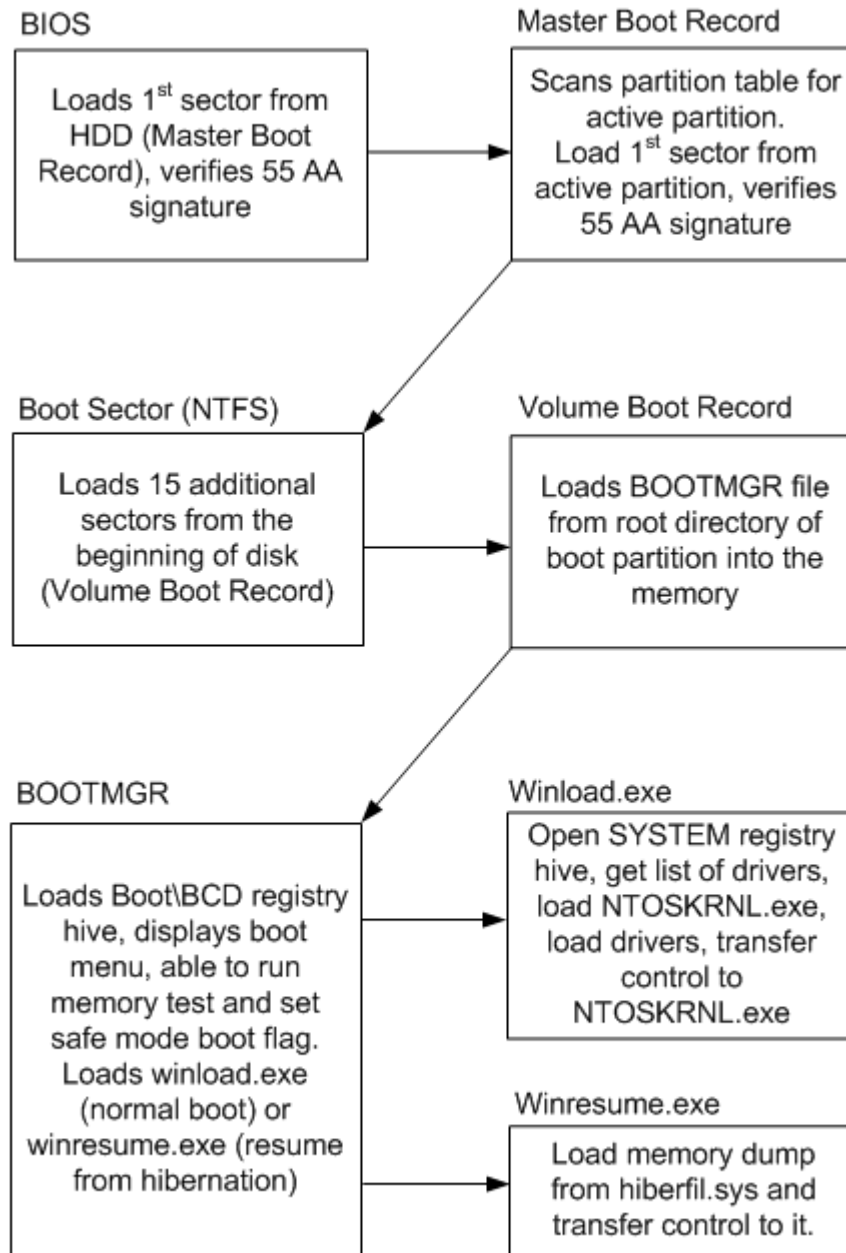 BIOS
Loads 1st sector from
HDD (Master Boot
Record), verifies 55 AA
signature
Master Boot Record
Scans partition table for
active partition.
Load 1st sector from
active partition, verifies
55 AA signature
Boot Sector (NTFS)
Loads 15 additional
sectors from the
beginning of disk
(Volume Boot Record)
Volume Boot Record
Loads BOOTMGR file
from root directory of
boot partition into the
memory
BOOTMGR
Loads Boot\BCD registry
hive, displays boot
menu, able to run
memory test and set
safe mode boot flag.
Loads winload.exe
(normal boot) or
winresume.exe (resume
from hibernation)
Winload.exe
Open SYSTEM registry
hive, get list of drivers,
load NTOSKRNL.exe,
load drivers, transfer
control to
NTOSKRNL.exe
Winresume.exe
Load memory dump
from hiberfil.sys and
transfer control to it.